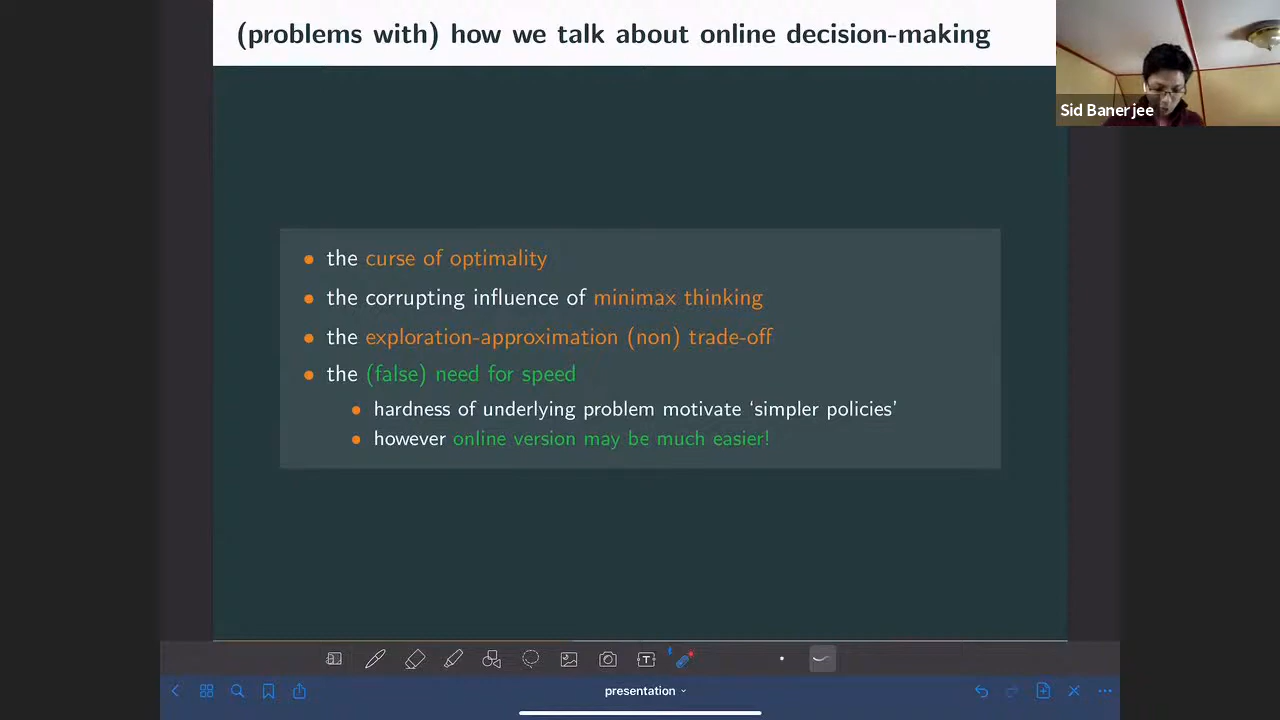 (problems with) how we talk about online decision-making
Sid Banerjee
• the curse of optimality
• the corrupting influence of minimax thinking
• the exploration-approximation (non) trade-off
• the (false) need for speed
• hardness of underlying problem motivate ‘simpler policies’
• however online version may be much easier!
T
presentation